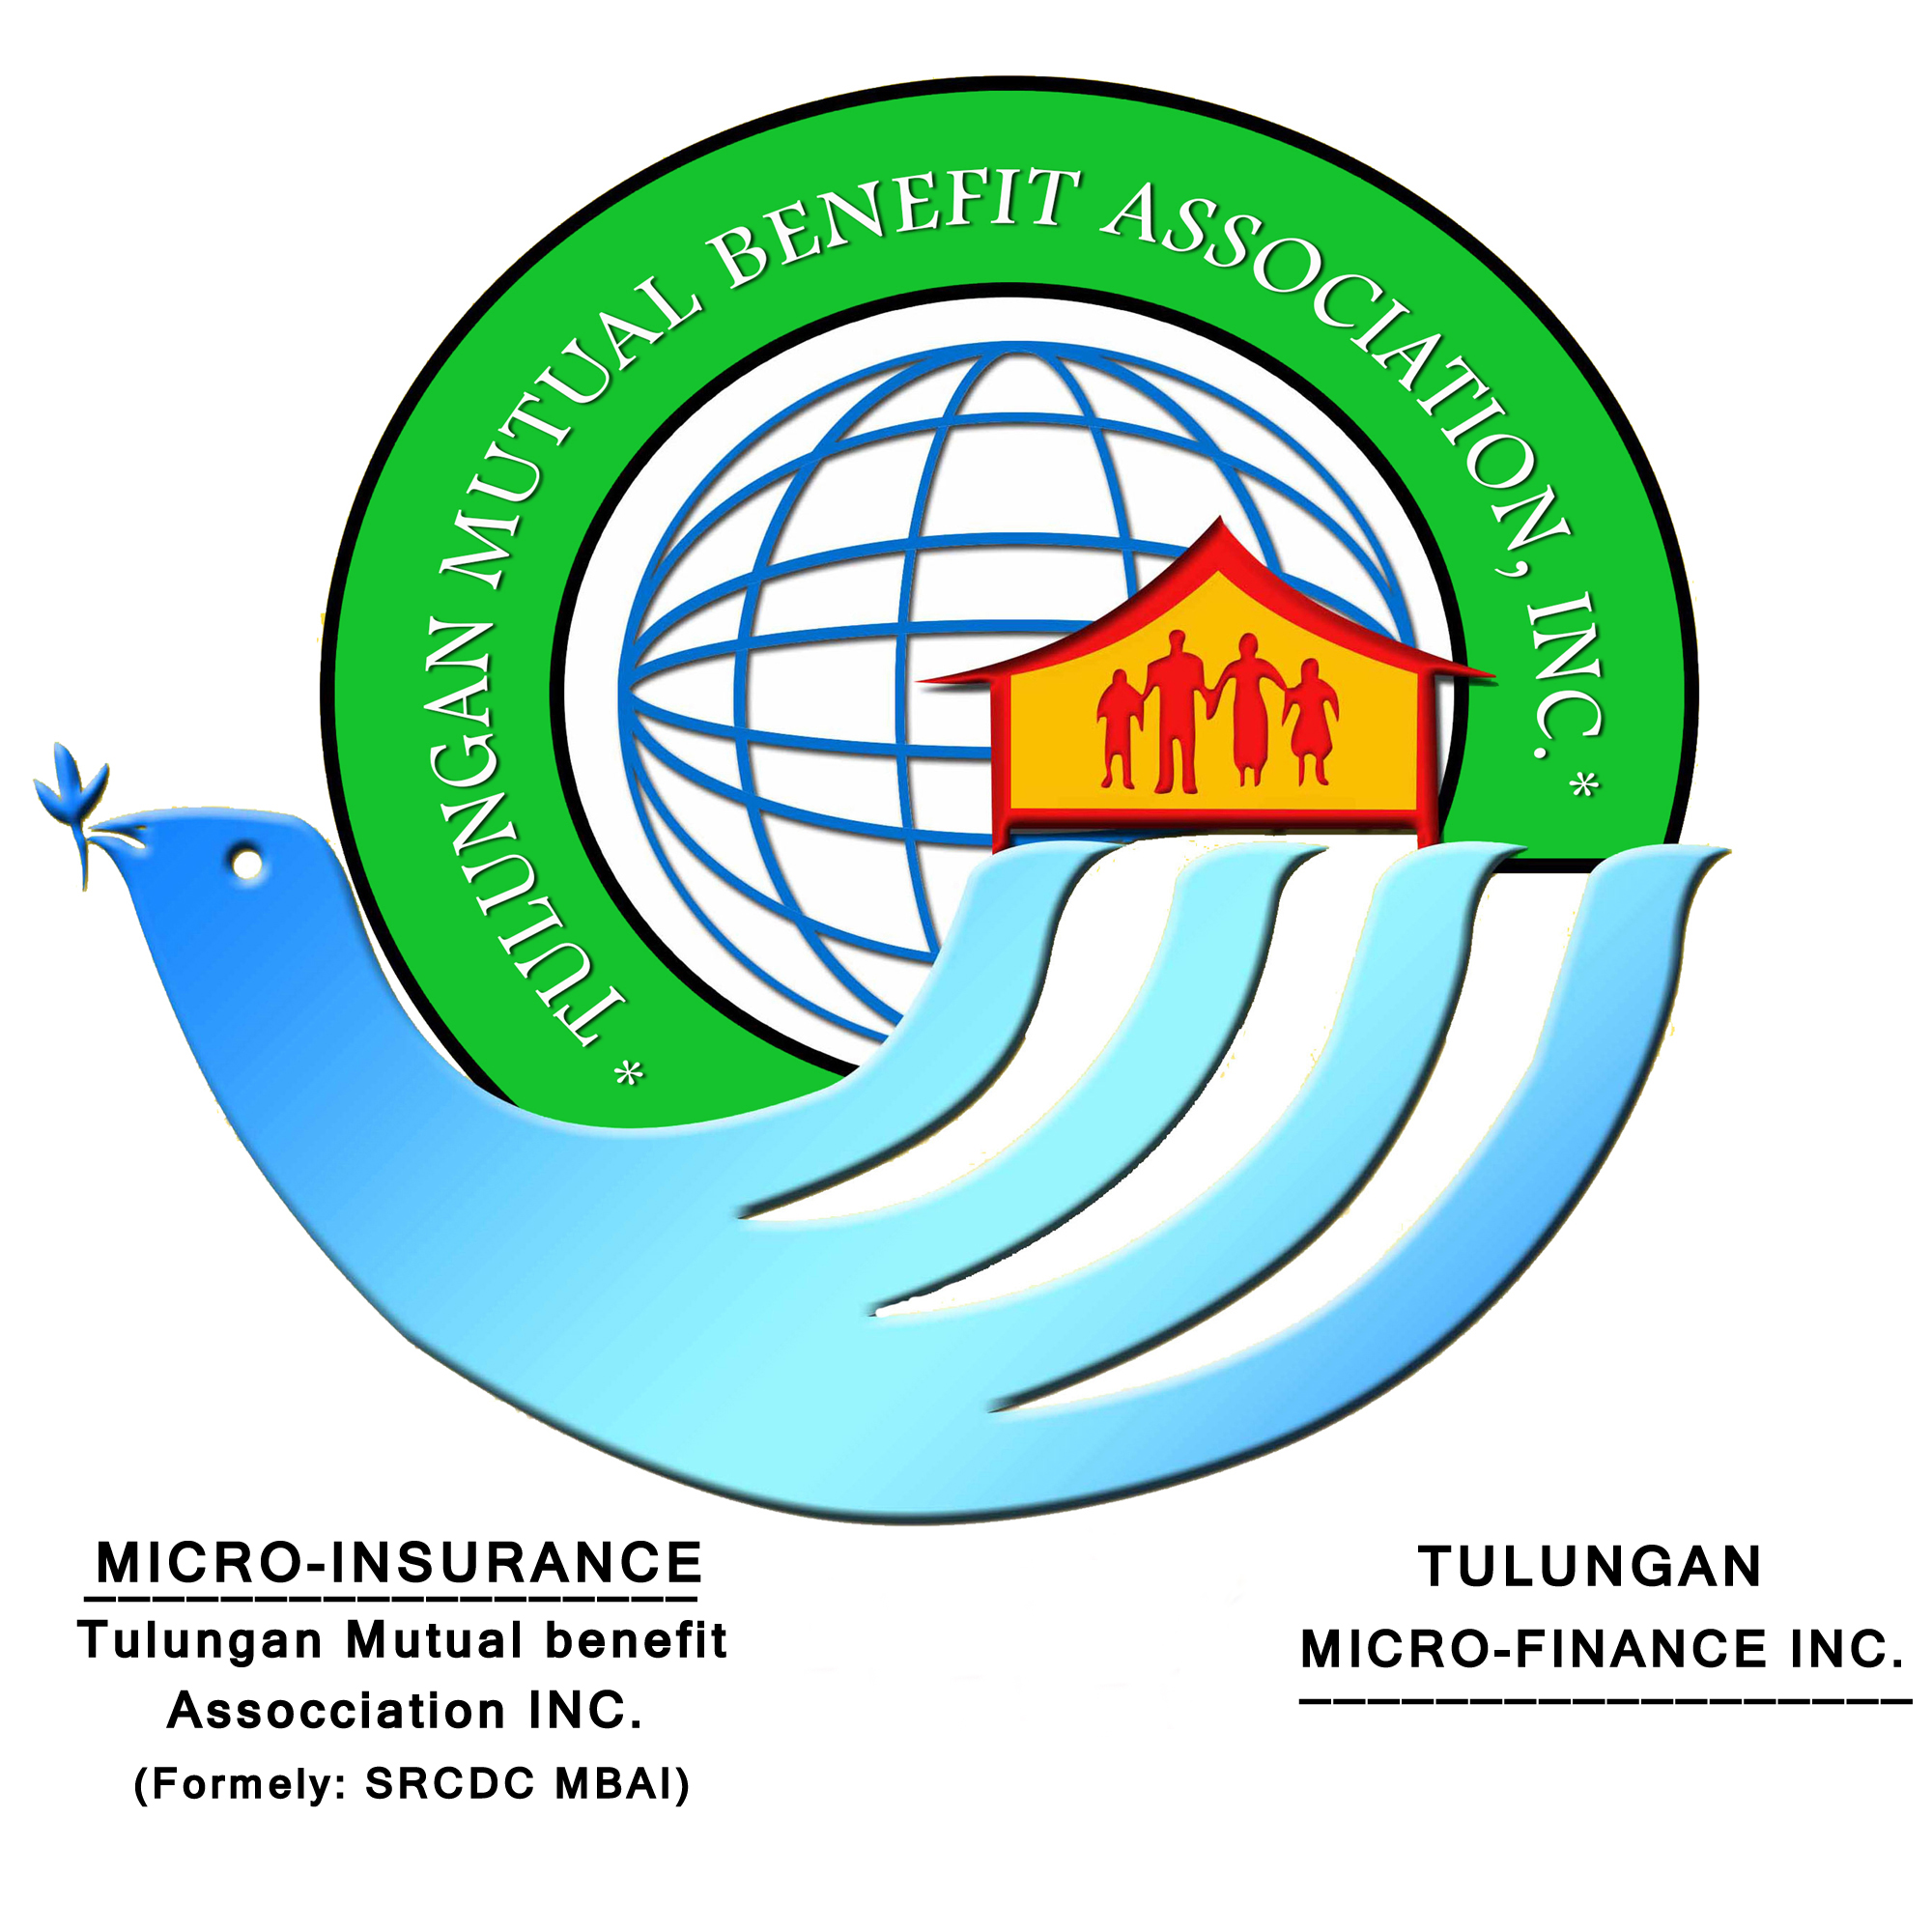 * TULUNGAN MUTUAL BENEFIT ASSOCIATION, INC. *
MICRO-INSURANCE
Tulungan Mutual benefit
Assocciation INC.
(Formely: SRCDC MBAI)
TULUNGAN
MICRO-FINANCE INC.